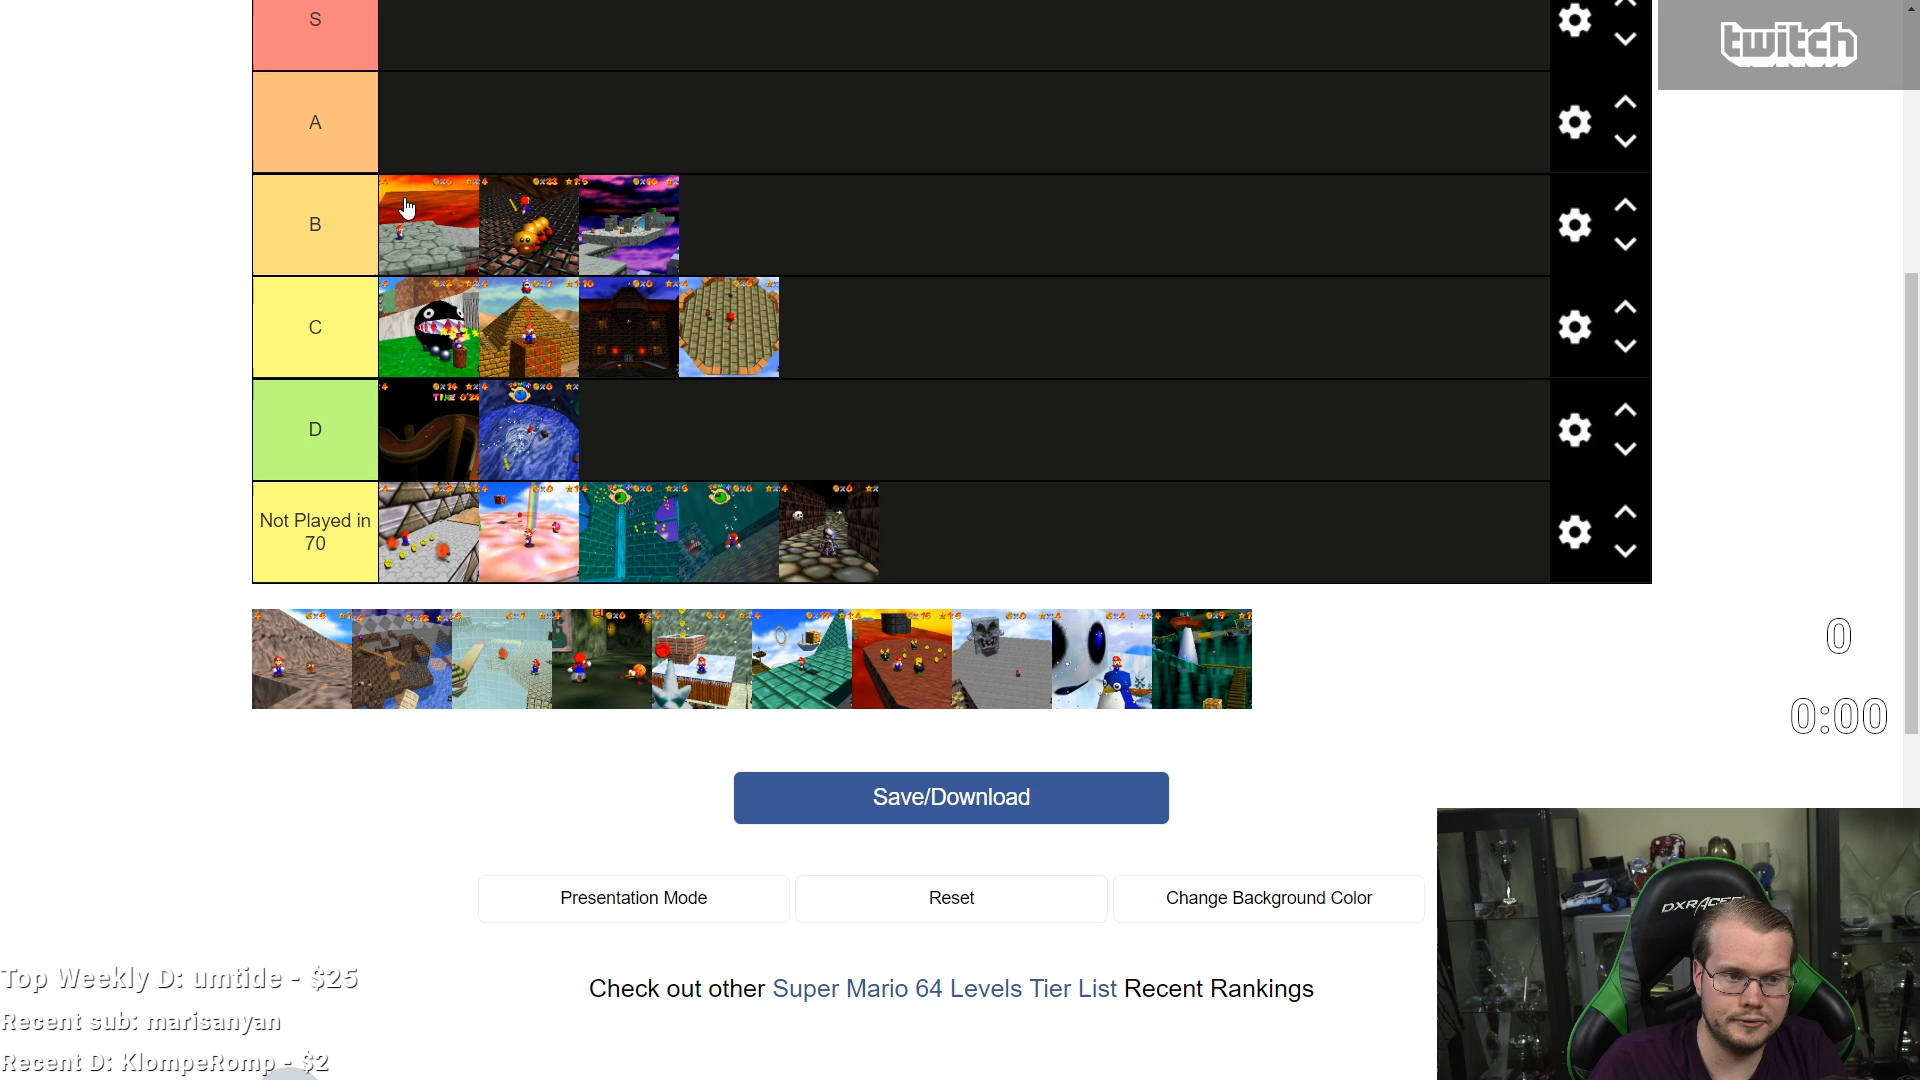 S
twitch
A
B
C
D
Not Played in
70
0
0:00
Save/Download
Presentation Mode
Reset
Change Background Color
DXRACER
Top Weekly D: umtide - $25
Check out other Super Mario 64 Levels Tier List Recent Rankings
Recent sub: marisanyan
Recent D: KlompeRomp - $2